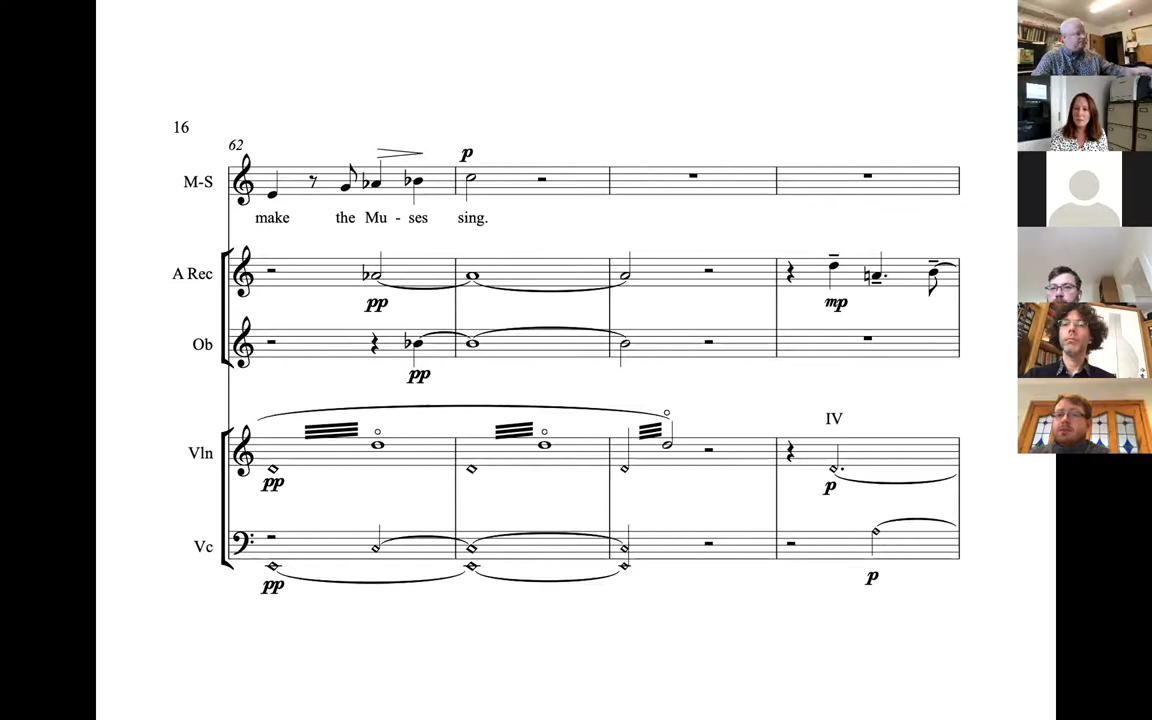 16
62
p
M-S
make the Mu - ses sing.
A Rec
pp mp
Ob
pp
IV
Vln
pp p
Vc
pp p